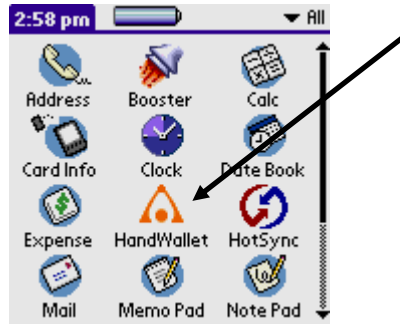 2:58 pm All
Address Booster Calc
Card Info Clock Date Book
Expense HandWallet HotSync
Mail Memo Pad Note Pad